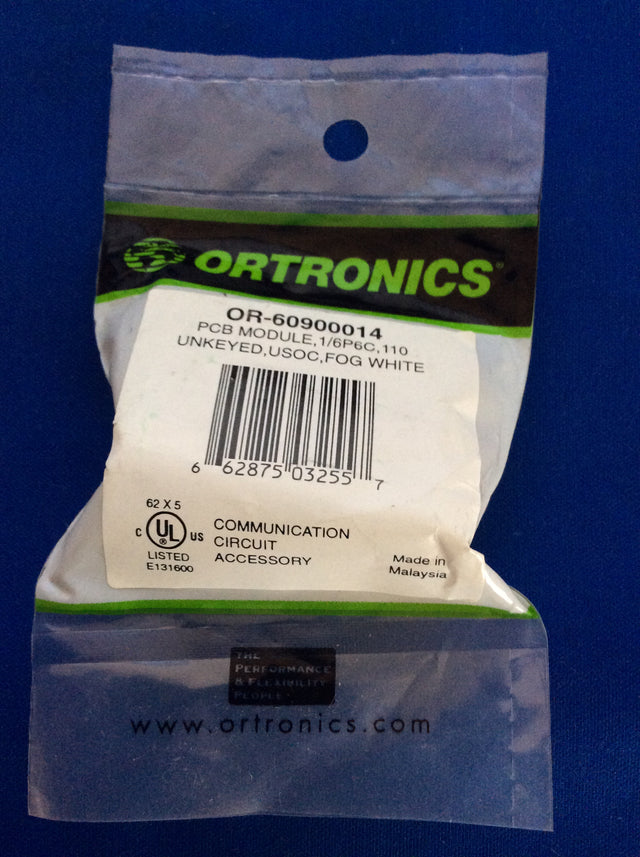 ORTRONICS®
OR-60900014
PCB MODULE,1/6P6C,110
UNKEYED,USOC,FOG WHITE
6 62875 03255 7
62 X 5
C UL US
®
LISTED
E131600
COMMUNICATION
CIRCUIT
ACCESSORY
Made in
Malaysia
THE
PERFORMANCE
& FLEXIBILITY
PEOPLE
www.ortronics.com